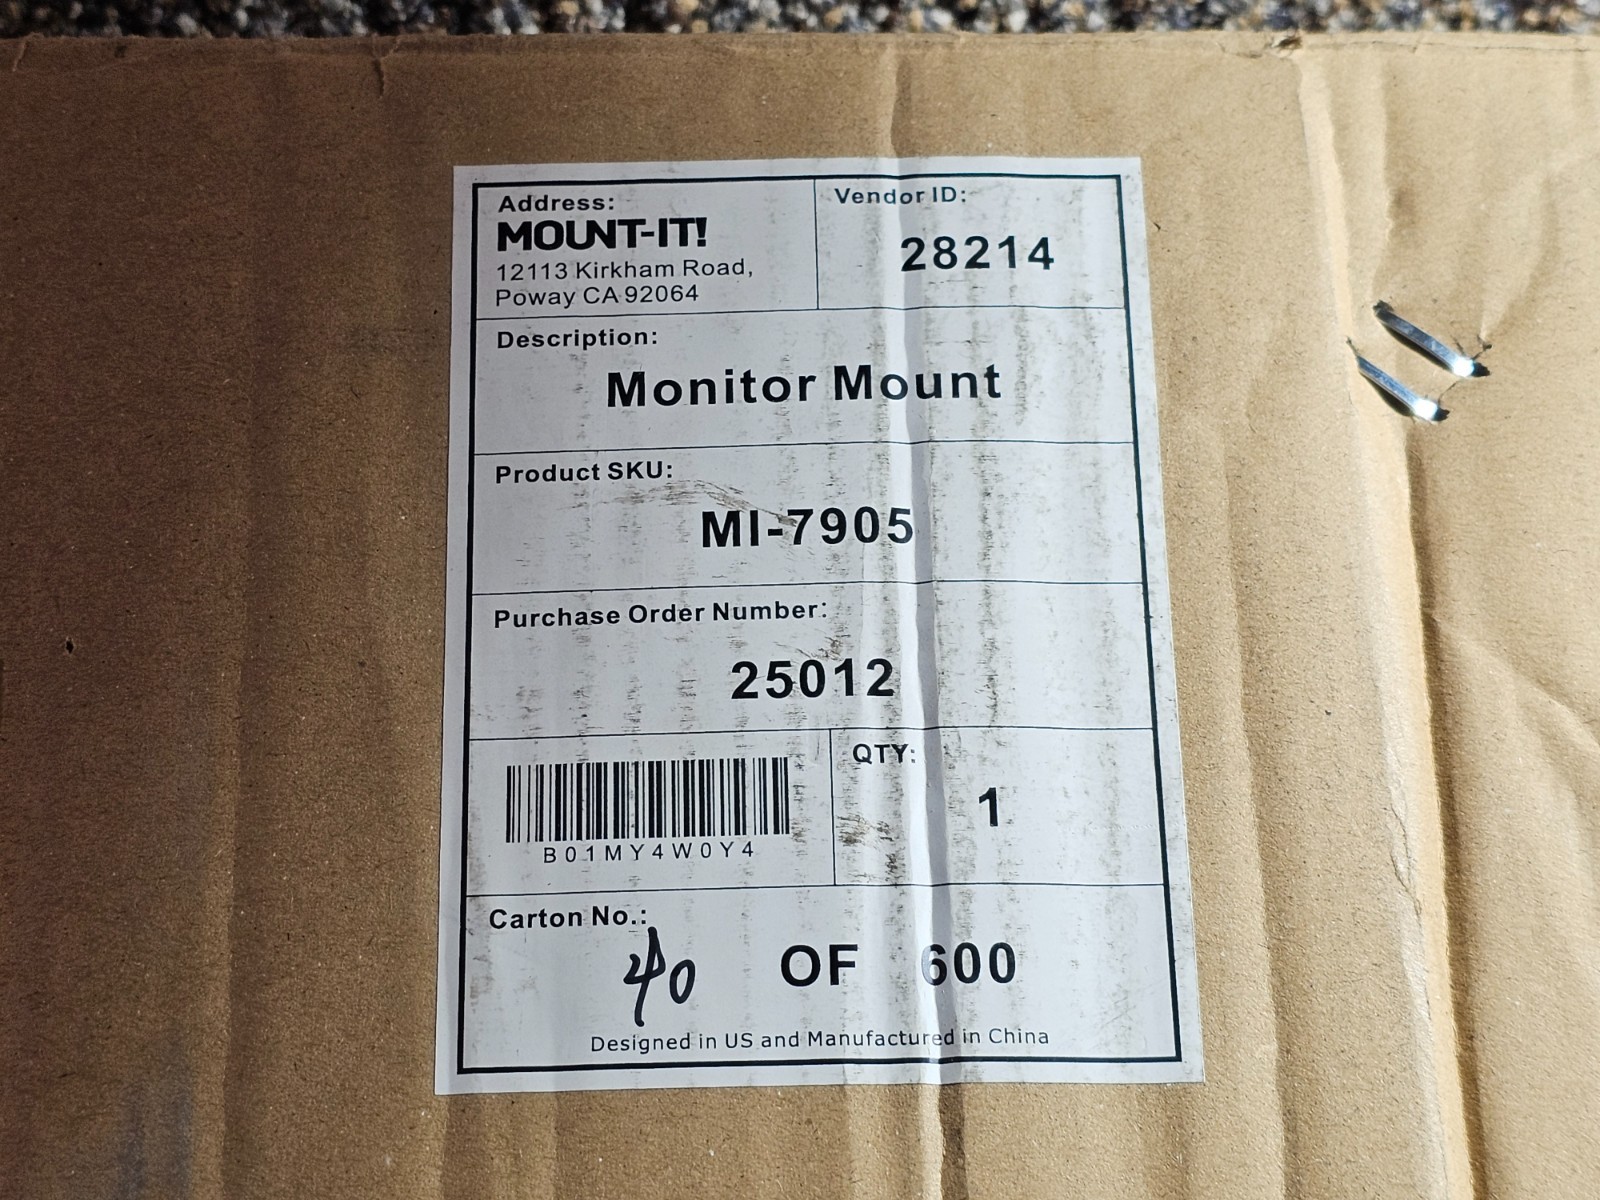 Address:
MOUNT-IT!
12113 Kirkham Road,
Poway CA 92064
Vendor ID:
28214
Description:
Monitor Mount
Product SKU:
MI-7905
Purchase Order Number:
25012
B01MY4W0Y4
QTY:
1
Carton No.:
40 OF 600
Designed in US and Manufactured in China